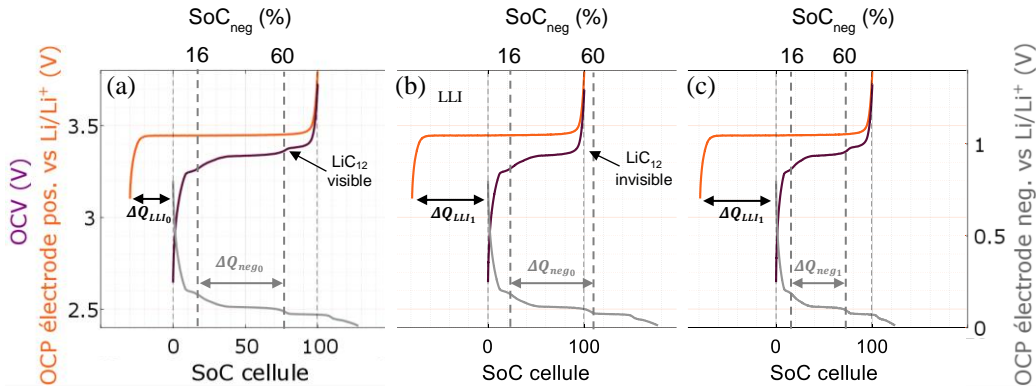 SoC_neg (%) SoC_neg (%) SoC_neg (%)
16 60 16 60 16 60
OCV (V)
OCP électrode pos. vs Li/Li⁺ (V)
3.5
3
2.5
(a)
LiC₁₂
visible
ΔQ_LLI₀
ΔQ_neg₀
0 50 100
SoC cellule
(b)
LLI
LiC₁₂
invisible
ΔQ_LLI₁
ΔQ_neg₀
0 100
SoC cellule
(c)
ΔQ_LLI₁
ΔQ_neg₁
0 100
SoC cellule
1
0.5
0
OCP électrode neg. vs Li/Li⁺ (V)